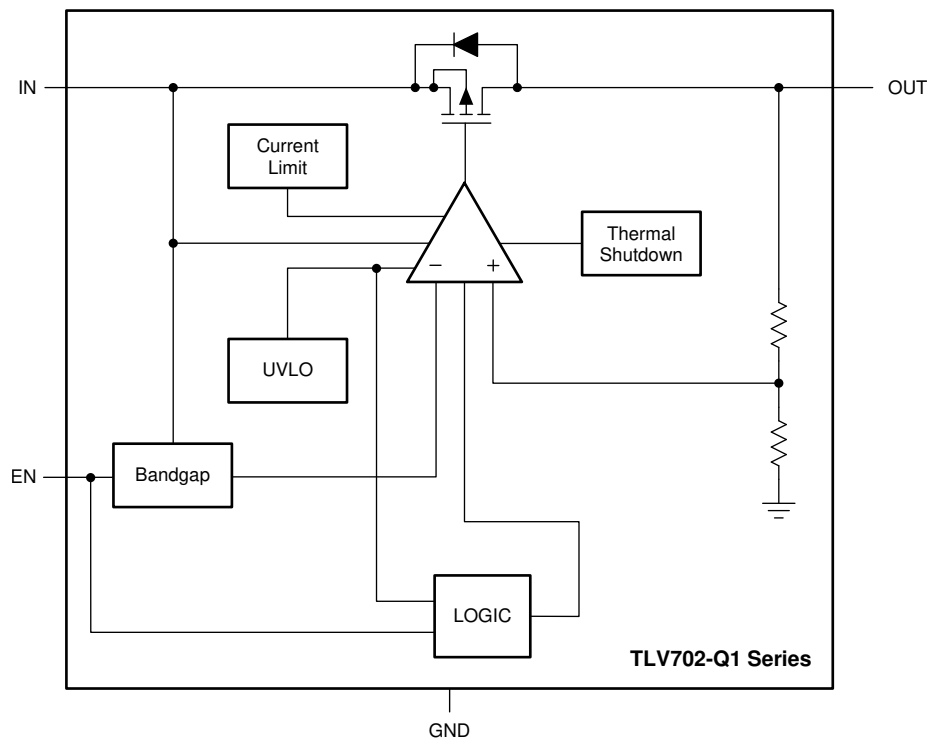 IN
OUT
Current
Limit
Thermal
Shutdown
−
+
UVLO
EN
Bandgap
LOGIC
TLV702-Q1 Series
GND